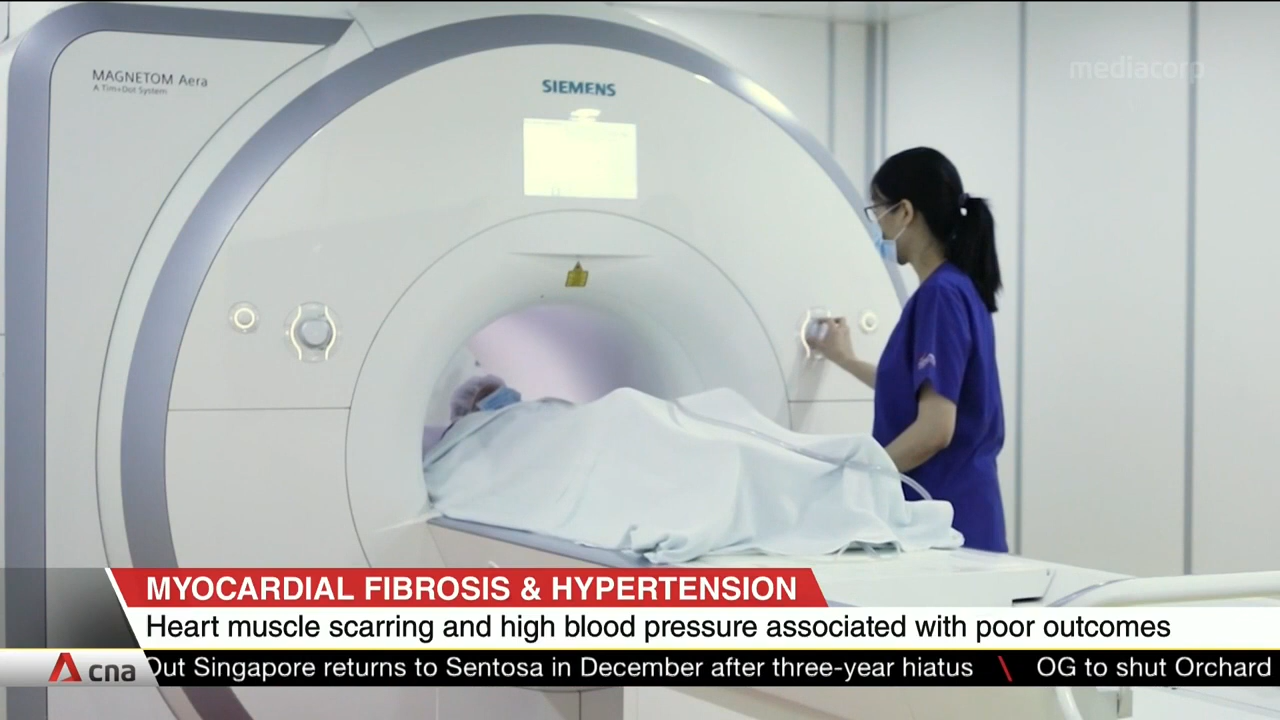 MAGNETOM Aera
A Tim+Dot System
SIEMENS
mediacorp
MYOCARDIAL FIBROSIS & HYPERTENSION
Heart muscle scarring and high blood pressure associated with poor outcomes
cna
Out Singapore returns to Sentosa in December after three-year hiatus \ OG to shut Orchard